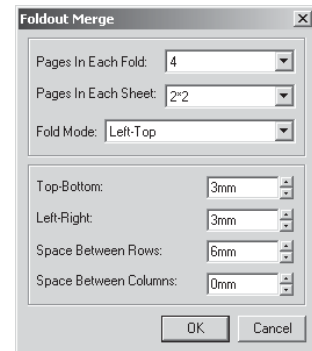 Foldout Merge
Pages In Each Fold: 4
Pages In Each Sheet: 2*2
Fold Mode: Left-Top
Top-Bottom: 3mm
Left-Right: 3mm
Space Between Rows: 6mm
Space Between Columns: 0mm
OK Cancel